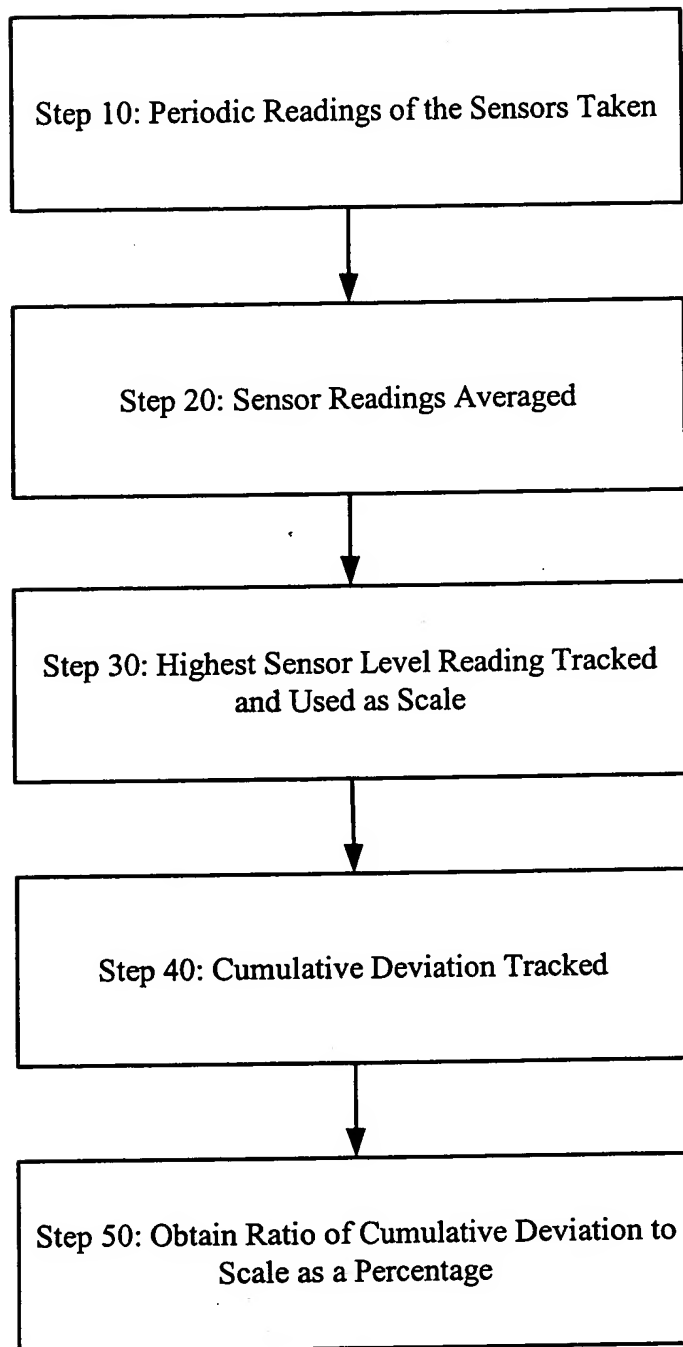 Step 10: Periodic Readings of the Sensors Taken
Step 20: Sensor Readings Averaged
Step 30: Highest Sensor Level Reading Tracked
and Used as Scale
Step 40: Cumulative Deviation Tracked
Step 50: Obtain Ratio of Cumulative Deviation to
Scale as a Percentage